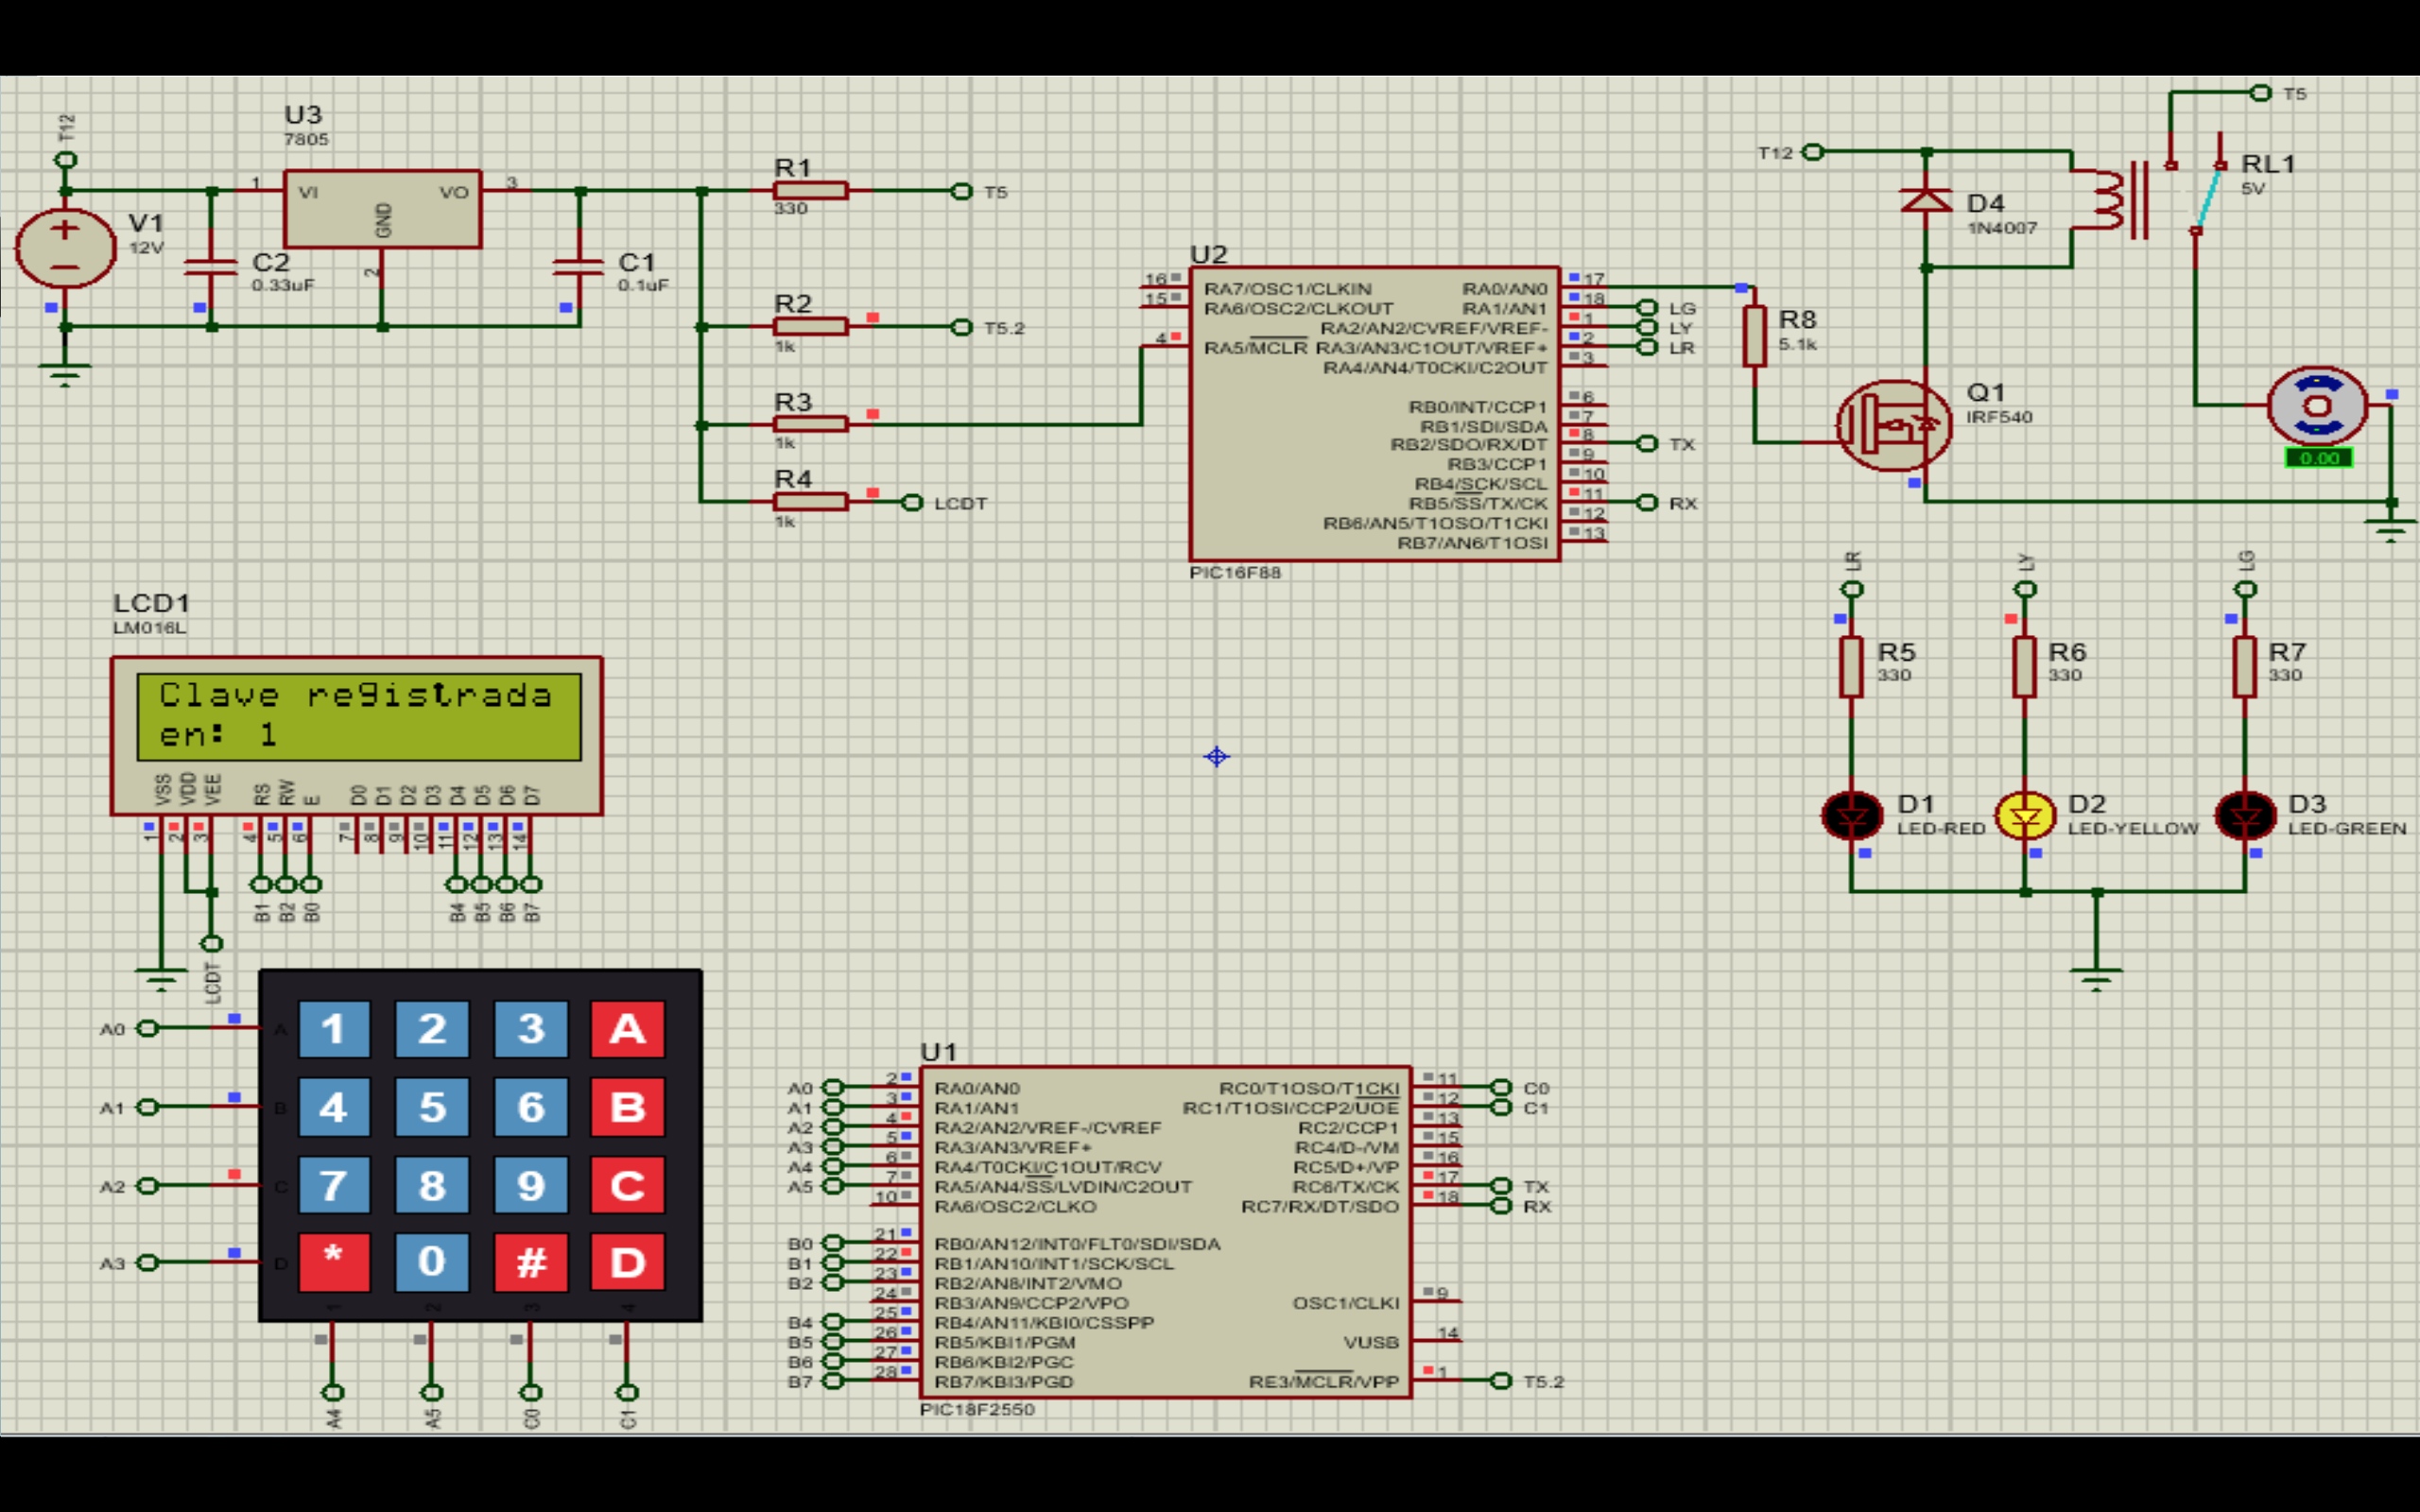 T12
U3
7805
1
VI
VO
3
GND
2
V1
12V
C2
0.33uF
C1
0.1uF
R1
330
T5
R2
1k
T5.2
R3
1k
R4
1k
LCDT
U2
16
RA7/OSC1/CLKIN
15
RA6/OSC2/CLKOUT
4
RA5/MCLR
RA0/AN0
17
RA1/AN1
18
LG
RA2/AN2/CVREF/VREF-
1
LY
RA3/AN3/C1OUT/VREF+
2
LR
RA4/AN4/T0CKI/C2OUT
3
RB0/INT/CCP1
6
RB1/SDI/SDA
7
RB2/SDO/RX/DT
8
TX
RB3/CCP1
9
RB4/SCK/SCL
10
RB5/SS/TX/CK
11
RX
RB6/AN5/T1OSO/T1CKI
12
RB7/AN6/T1OSI
13
PIC16F88
T12
T5
RL1
5V
D4
1N4007
R8
5.1k
Q1
IRF540
0.00
LR
LY
LG
R5
330
R6
330
R7
330
D1
LED-RED
D2
LED-YELLOW
D3
LED-GREEN
LCD1
LM016L
Clave registrada
en: 1
VSS VDD VEE RS RW E D0 D1 D2 D3 D4 D5 D6 D7
1 2 3 4 5 6 7 8 9 10 11 12 13 14
B1 B2 B0 B4 B5 B6 B7
LCDT
A0 A 1 2 3 A
A1 B 4 5 6 B
A2 C 7 8 9 C
A3 D * 0 # D
1 2 3 4
A4 A5 C0 C1
U1
A0 2 RA0/AN0
A1 3 RA1/AN1
A2 4 RA2/AN2/VREF-/CVREF
A3 5 RA3/AN3/VREF+
A4 6 RA4/T0CKI/C1OUT/RCV
A5 7 RA5/AN4/SS/LVDIN/C2OUT
10 RA6/OSC2/CLKO
B0 21 RB0/AN12/INT0/FLT0/SDI/SDA
B1 22 RB1/AN10/INT1/SCK/SCL
B2 23 RB2/AN8/INT2/VMO
24 RB3/AN9/CCP2/VPO
B4 25 RB4/AN11/KBI0/CSSPP
B5 26 RB5/KBI1/PGM
B6 27 RB6/KBI2/PGC
B7 28 RB7/KBI3/PGD
RC0/T1OSO/T1CKI 11 C0
RC1/T1OSI/CCP2/UOE 12 C1
RC2/CCP1 13
RC4/D-/VM 15
RC5/D+/VP 16
RC6/TX/CK 17 TX
RC7/RX/DT/SDO 18 RX
OSC1/CLKI 9
VUSB 14
RE3/MCLR/VPP 1 T5.2
PIC18F2550